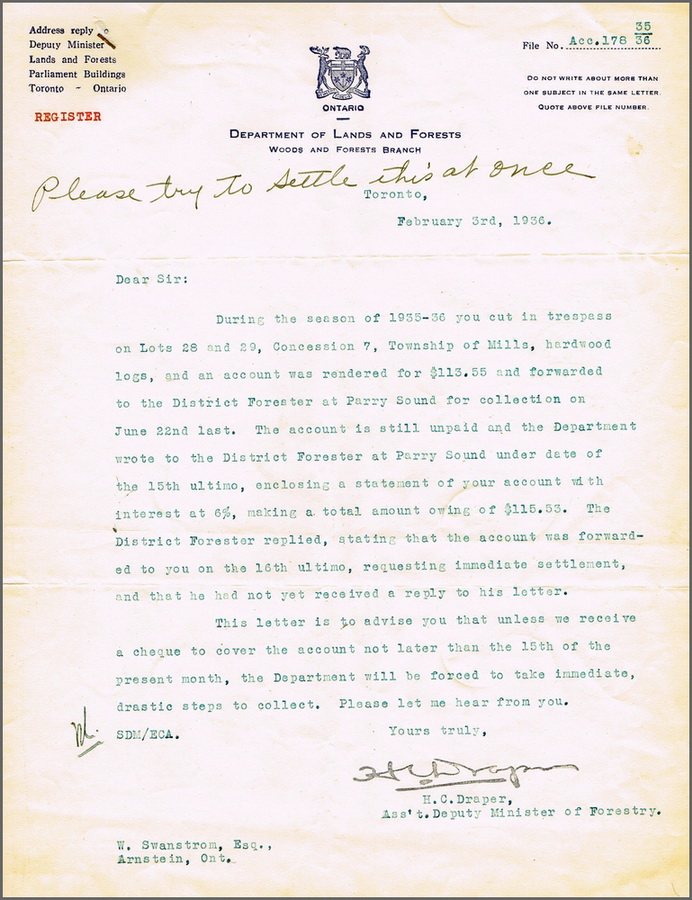 Address reply to
Deputy Minister
Lands and Forests
Parliament Buildings
Toronto - Ontario
REGISTER
ONTARIO
File No. Acc.178 35/36
DO NOT WRITE ABOUT MORE THAN
ONE SUBJECT IN THE SAME LETTER.
QUOTE ABOVE FILE NUMBER.
DEPARTMENT OF LANDS AND FORESTS
WOODS AND FORESTS BRANCH
Please try to settle this at once
Toronto,
February 3rd, 1936.
Dear Sir:
During the season of 1935-36 you cut in trespass
on Lots 28 and 29, Concession 7, Township of Mills, hardwood
logs, and an account was rendered for $113.55 and forwarded
to the District Forester at Parry Sound for collection on
June 22nd last. The account is still unpaid and the Department
wrote to the District Forester at Parry Sound under date of
the 15th ultimo, enclosing a statement of your account with
interest at 6%, making a total amount owing of $115.53. The
District Forester replied, stating that the account was forward-
ed to you on the 16th ultimo, requesting immediate settlement,
and that he had not yet received a reply to his letter.
This letter is to advise you that unless we receive
a cheque to cover the account not later than the 15th of the
present month, the Department will be forced to take immediate,
drastic steps to collect. Please let me hear from you.
SDM/ECA.
Yours truly,
H C Draper
H.C.Draper,
Ass't.Deputy Minister of Forestry.
W. Swanstrom, Esq.,
Arnstein, Ont.